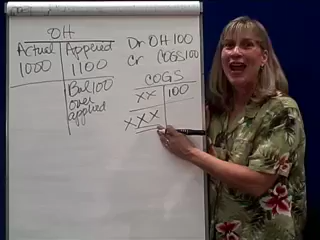 OH
Actual Applied
1000 1100
Bal 100
over
applied
Dr OH 100
Cr COGS 100
COGS
XX 100
XXX